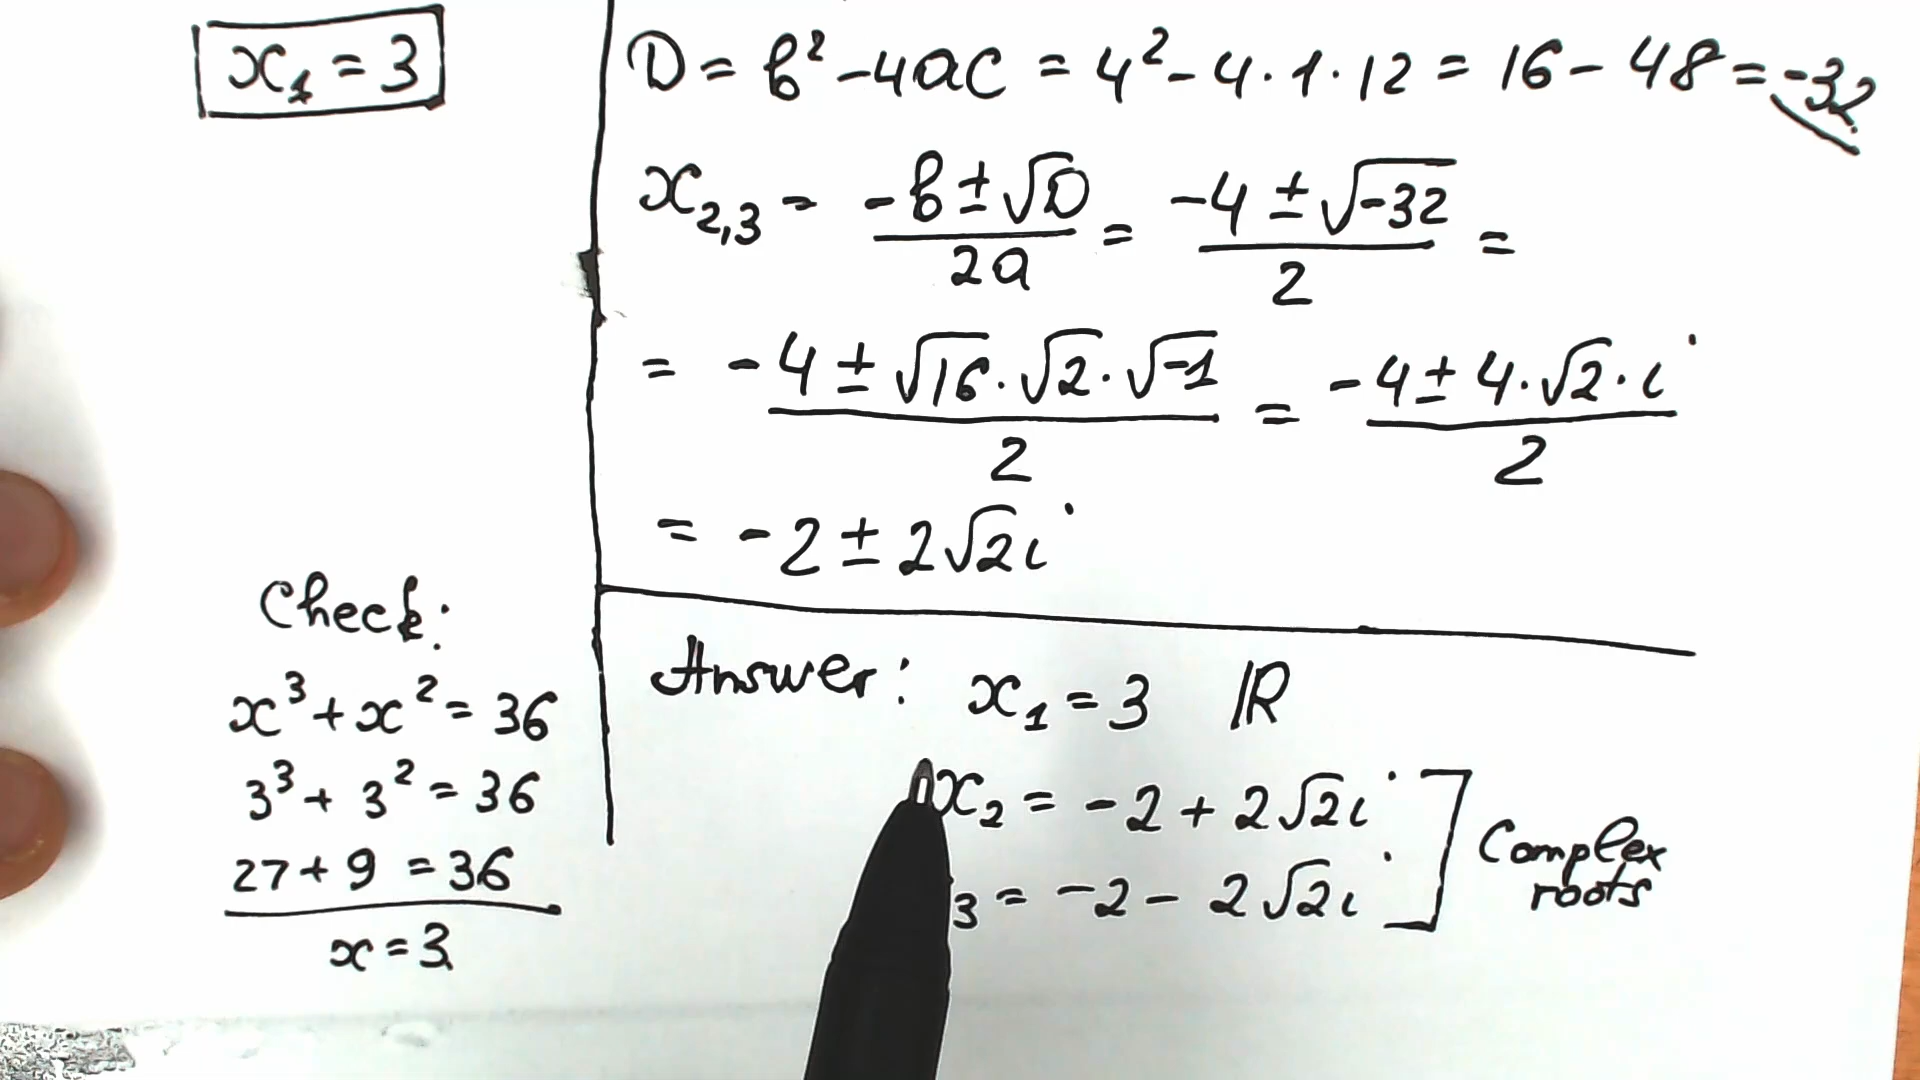 x₁ = 3
D = b² - 4ac = 4² - 4·1·12 = 16 - 48 = -32
x₂,₃ = (-b ± √D)/(2a) = (-4 ± √-32)/2 =
= (-4 ± √16·√2·√-1)/2 = (-4 ± 4·√2·i)/2
= -2 ± 2√2i
Check:
x³ + x² = 36
3³ + 3² = 36
27 + 9 = 36
x = 3
Answer: x₁ = 3 ℝ
x₂ = -2 + 2√2i
₃ = -2 - 2√2i
Complex
roots